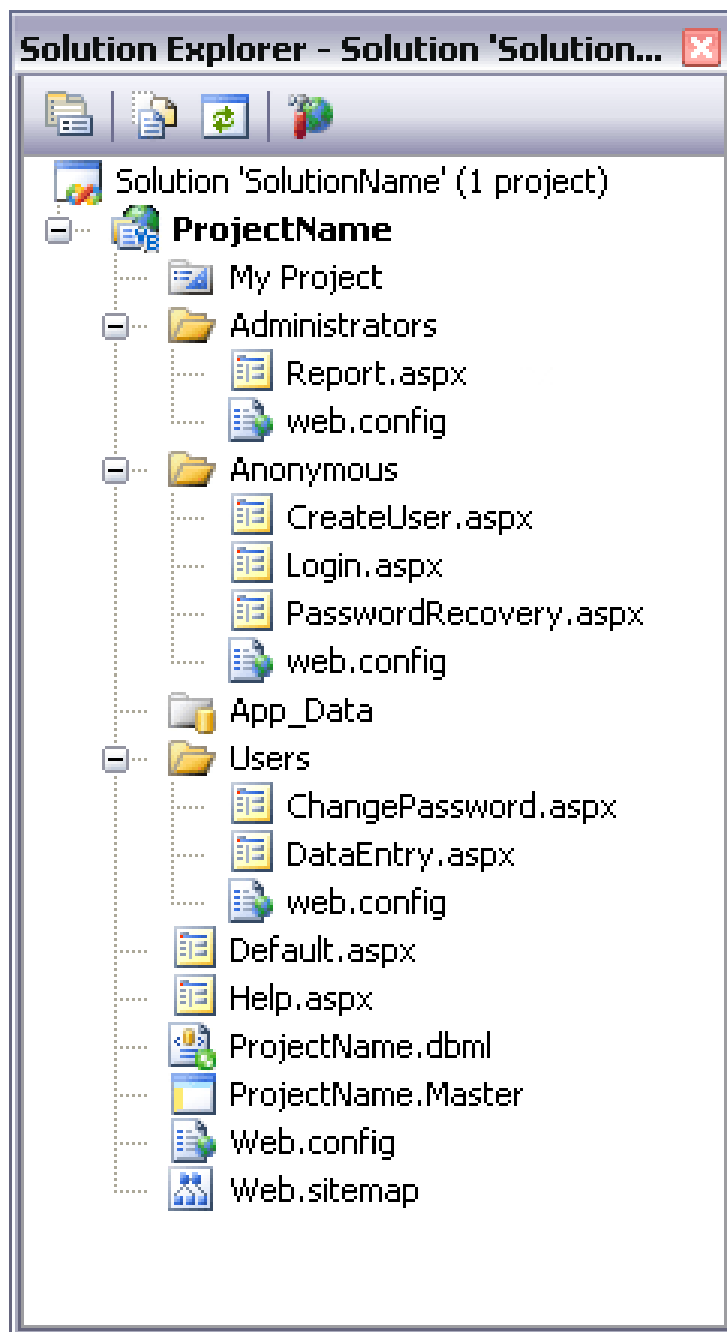 Solution Explorer - Solution 'Solution...
Solution 'SolutionName' (1 project)
ProjectName
My Project
Administrators
Report.aspx
web.config
Anonymous
CreateUser.aspx
Login.aspx
PasswordRecovery.aspx
web.config
App_Data
Users
ChangePassword.aspx
DataEntry.aspx
web.config
Default.aspx
Help.aspx
ProjectName.dbml
ProjectName.Master
Web.config
Web.sitemap